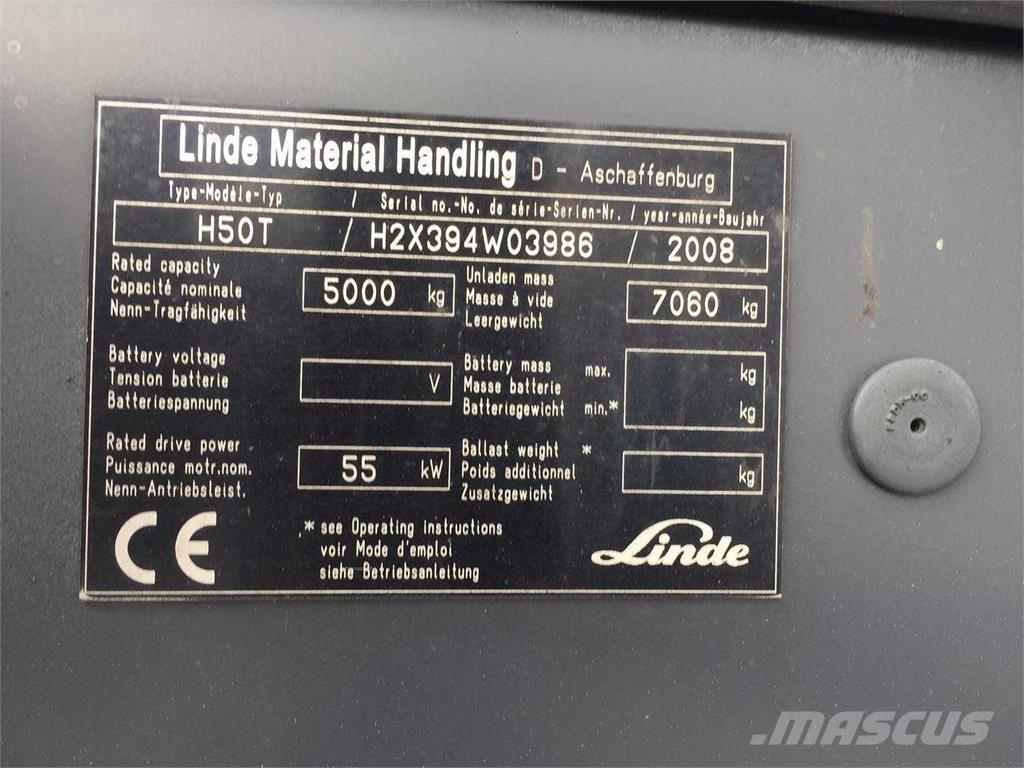 Linde Material Handling D - Aschaffenburg
Type-Modèle-Typ / Serial no.-No. de série-Serien-Nr. / year-année-Baujahr
H50T / H2X394W03986 / 2008
Rated capacity
Capacité nominale
Nenn-Tragfähigkeit
5000 kg
Unladen mass
Masse à vide
Leergewicht
7060 kg
Battery voltage
Tension batterie
Batteriespannung
V
Battery mass max.
Masse batterie
Batteriegewicht min.*
kg
kg
Rated drive power
Puissance motr.nom.
Nenn-Antriebsleist.
55 kW
Ballast weight *
Poids additionnel
Zusatzgewicht
kg
CE
* see Operating Instructions
voir Mode d'emploi
siehe Betriebsanleitung
Linde
MASCUS